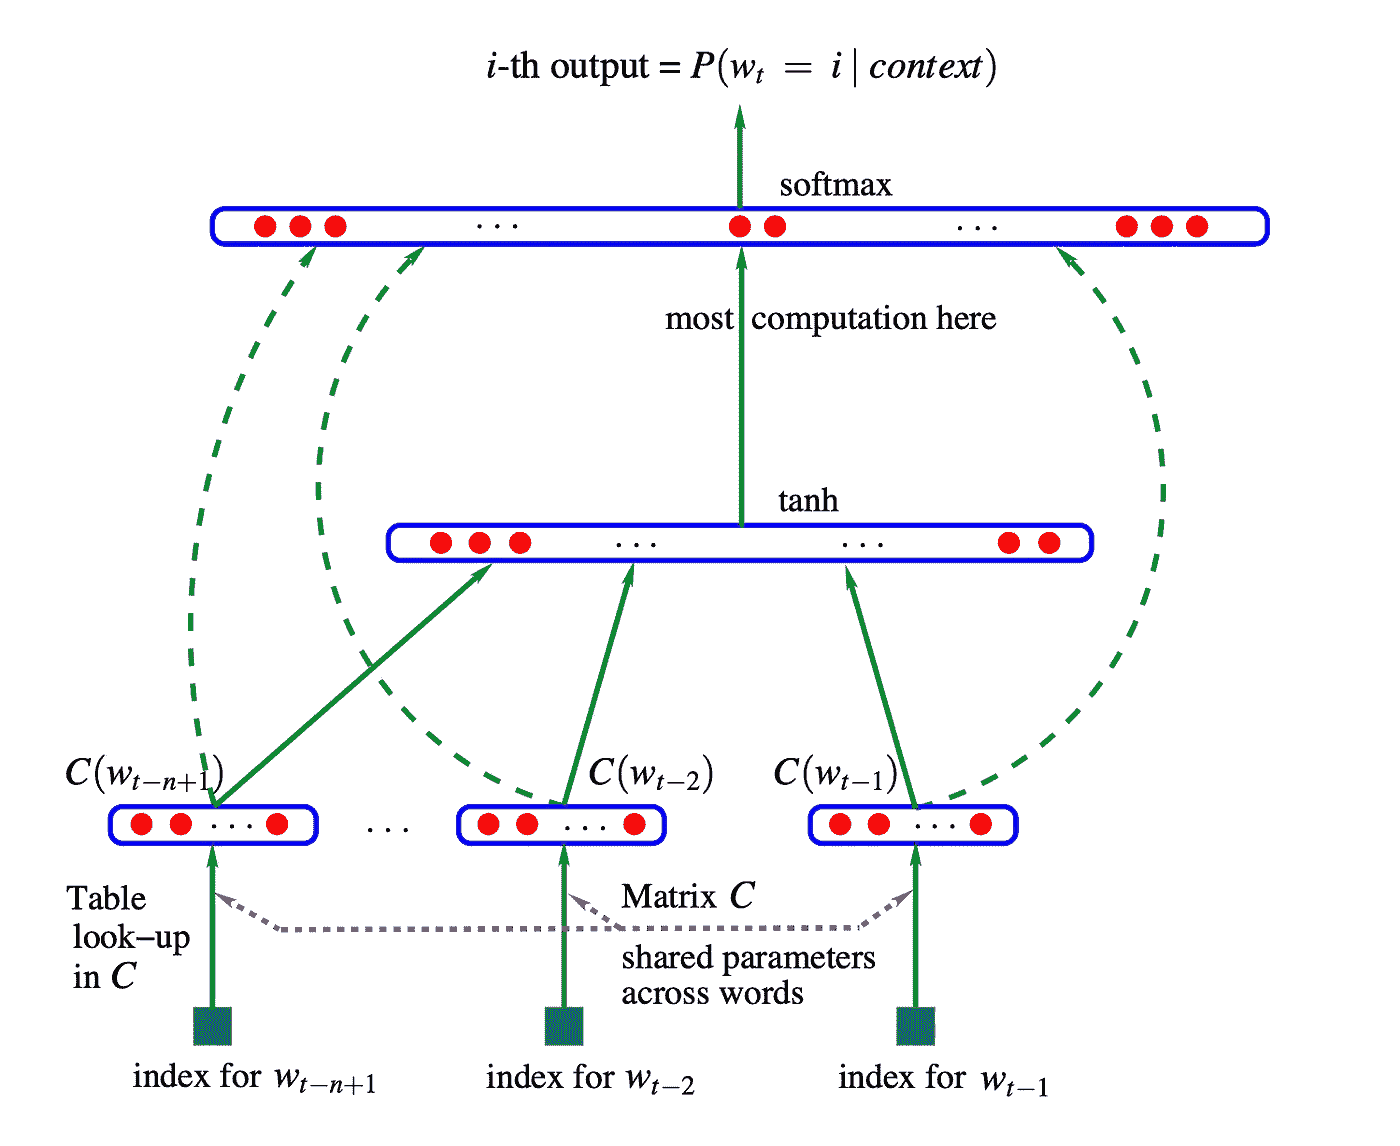 i-th output = P(w_t = i | context)
softmax
. . .
. . .
most computation here
tanh
. . .
. . .
C(w_{t−n+1})
C(w_{t−2})
C(w_{t−1})
. . .
. . .
. . .
. . .
Table
look–up
in C
Matrix C
shared parameters
across words
index for w_{t−n+1}
index for w_{t−2}
index for w_{t−1}